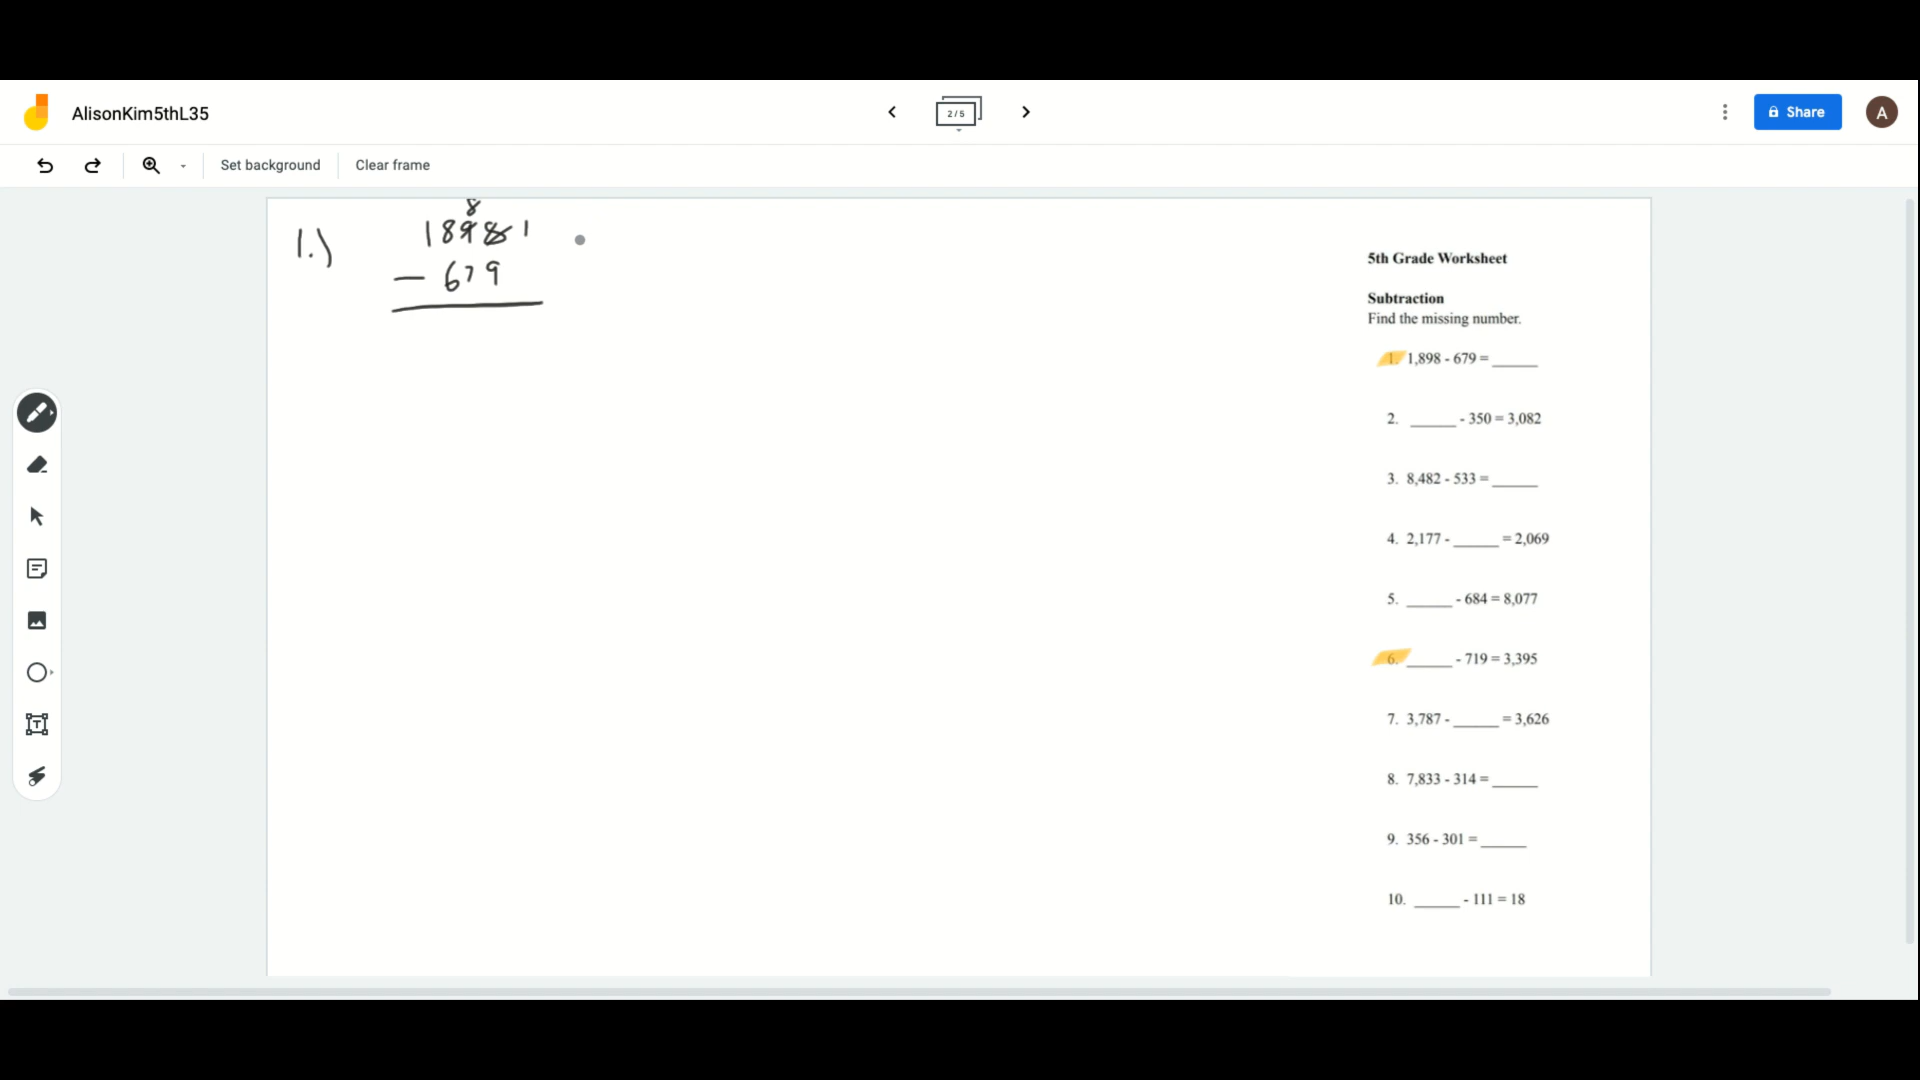 AlisonKim5thL35
2 / 5
Share
A
Set background
Clear frame
8
1.) 1898 1
- 679
5th Grade Worksheet
Subtraction
Find the missing number.
1. 1,898 - 679 = ______
2. ______ - 350 = 3,082
3. 8,482 - 533 = ______
4. 2,177 - ______ = 2,069
5. ______ - 684 = 8,077
6. ______ - 719 = 3,395
7. 3,787 - ______ = 3,626
8. 7,833 - 314 = ______
9. 356 - 301 = ______
10. ______ - 111 = 18